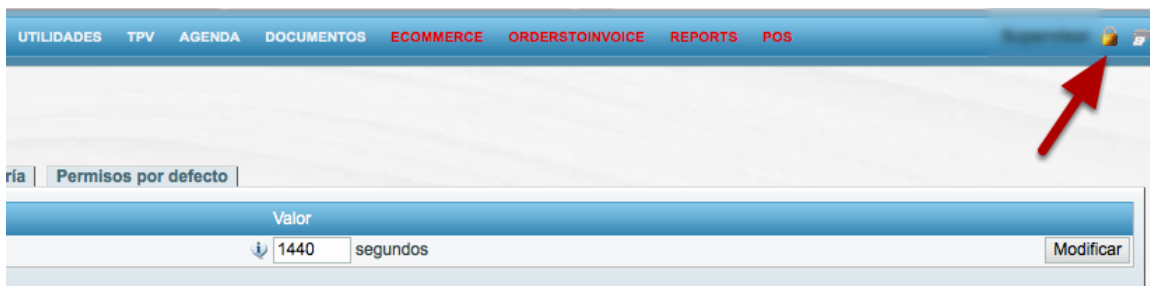 UTILIDADES TPV AGENDA DOCUMENTOS ECOMMERCE ORDERSTOINVOICE REPORTS POS
ría | Permisos por defecto |
Valor
1440 segundos Modificar